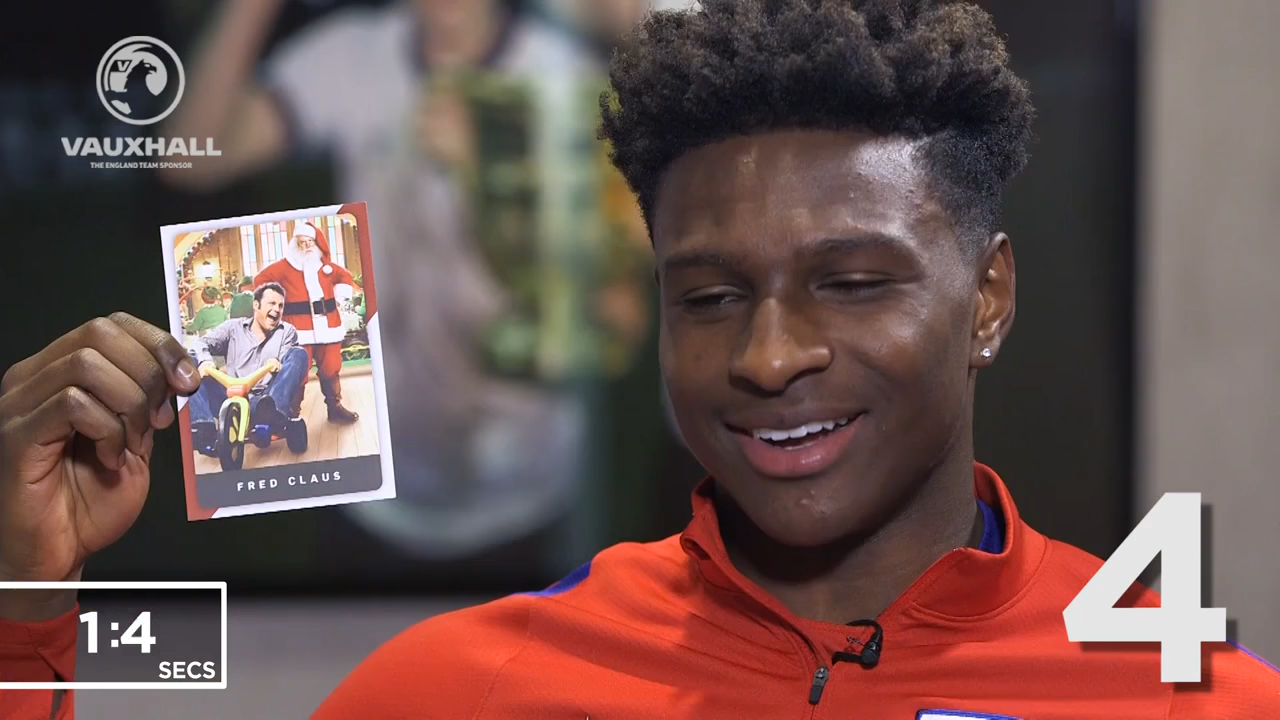 VAUXHALL
THE ENGLAND TEAM SPONSOR
FRED CLAUS
1:4
SECS
4